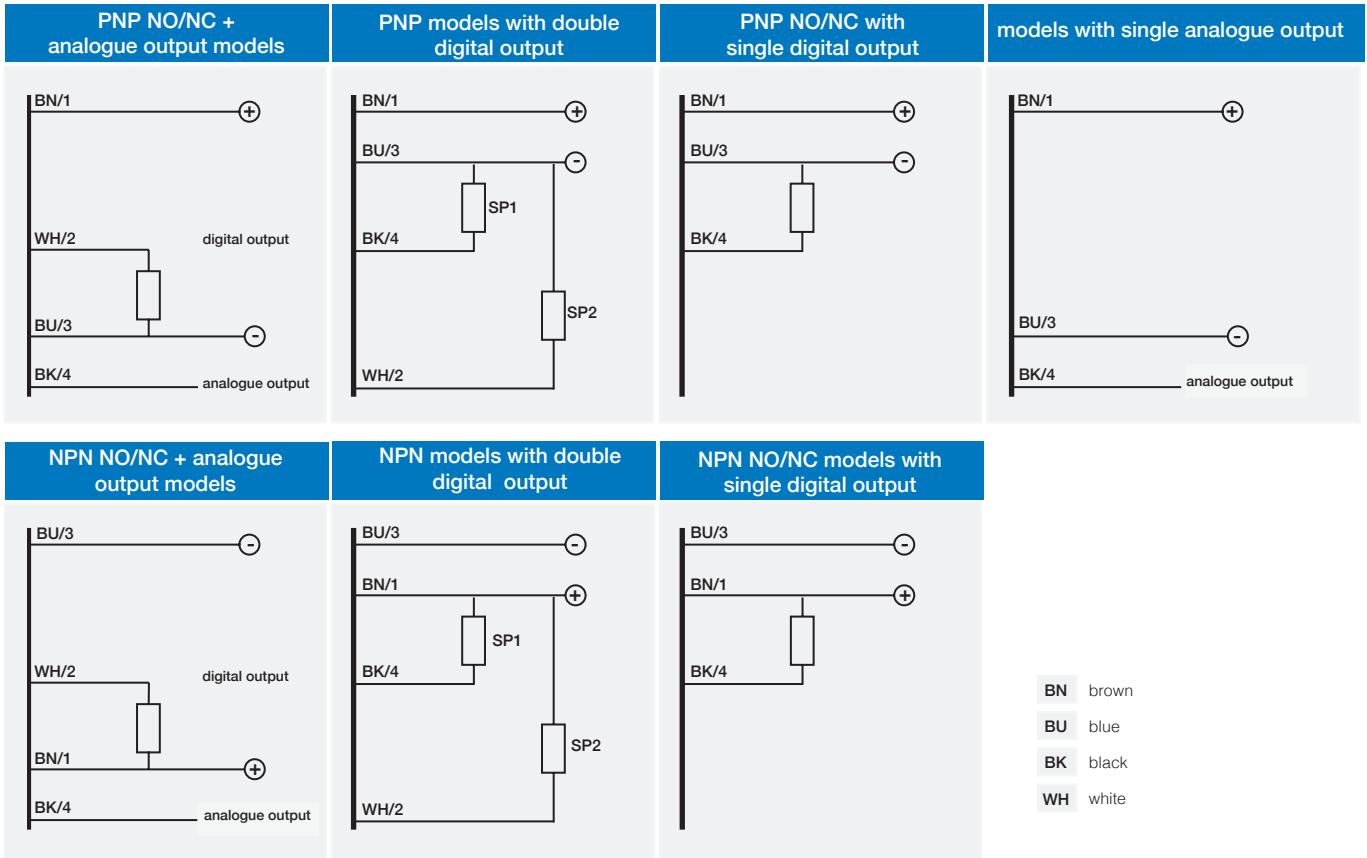 PNP NO/NC +
analogue output models
BN/1
+
WH/2
digital output
BU/3
-
BK/4
analogue output
PNP models with double
digital output
BN/1
+
BU/3
-
SP1
BK/4
SP2
WH/2
PNP NO/NC with
single digital output
BN/1
+
BU/3
-
BK/4
models with single analogue output
BN/1
+
BU/3
-
BK/4
analogue output
NPN NO/NC + analogue
output models
BU/3
-
WH/2
digital output
BN/1
+
BK/4
analogue output
NPN models with double
digital output
BU/3
-
BN/1
+
SP1
BK/4
SP2
WH/2
NPN NO/NC models with
single digital output
BU/3
-
BN/1
+
BK/4
BN brown
BU blue
BK black
WH white